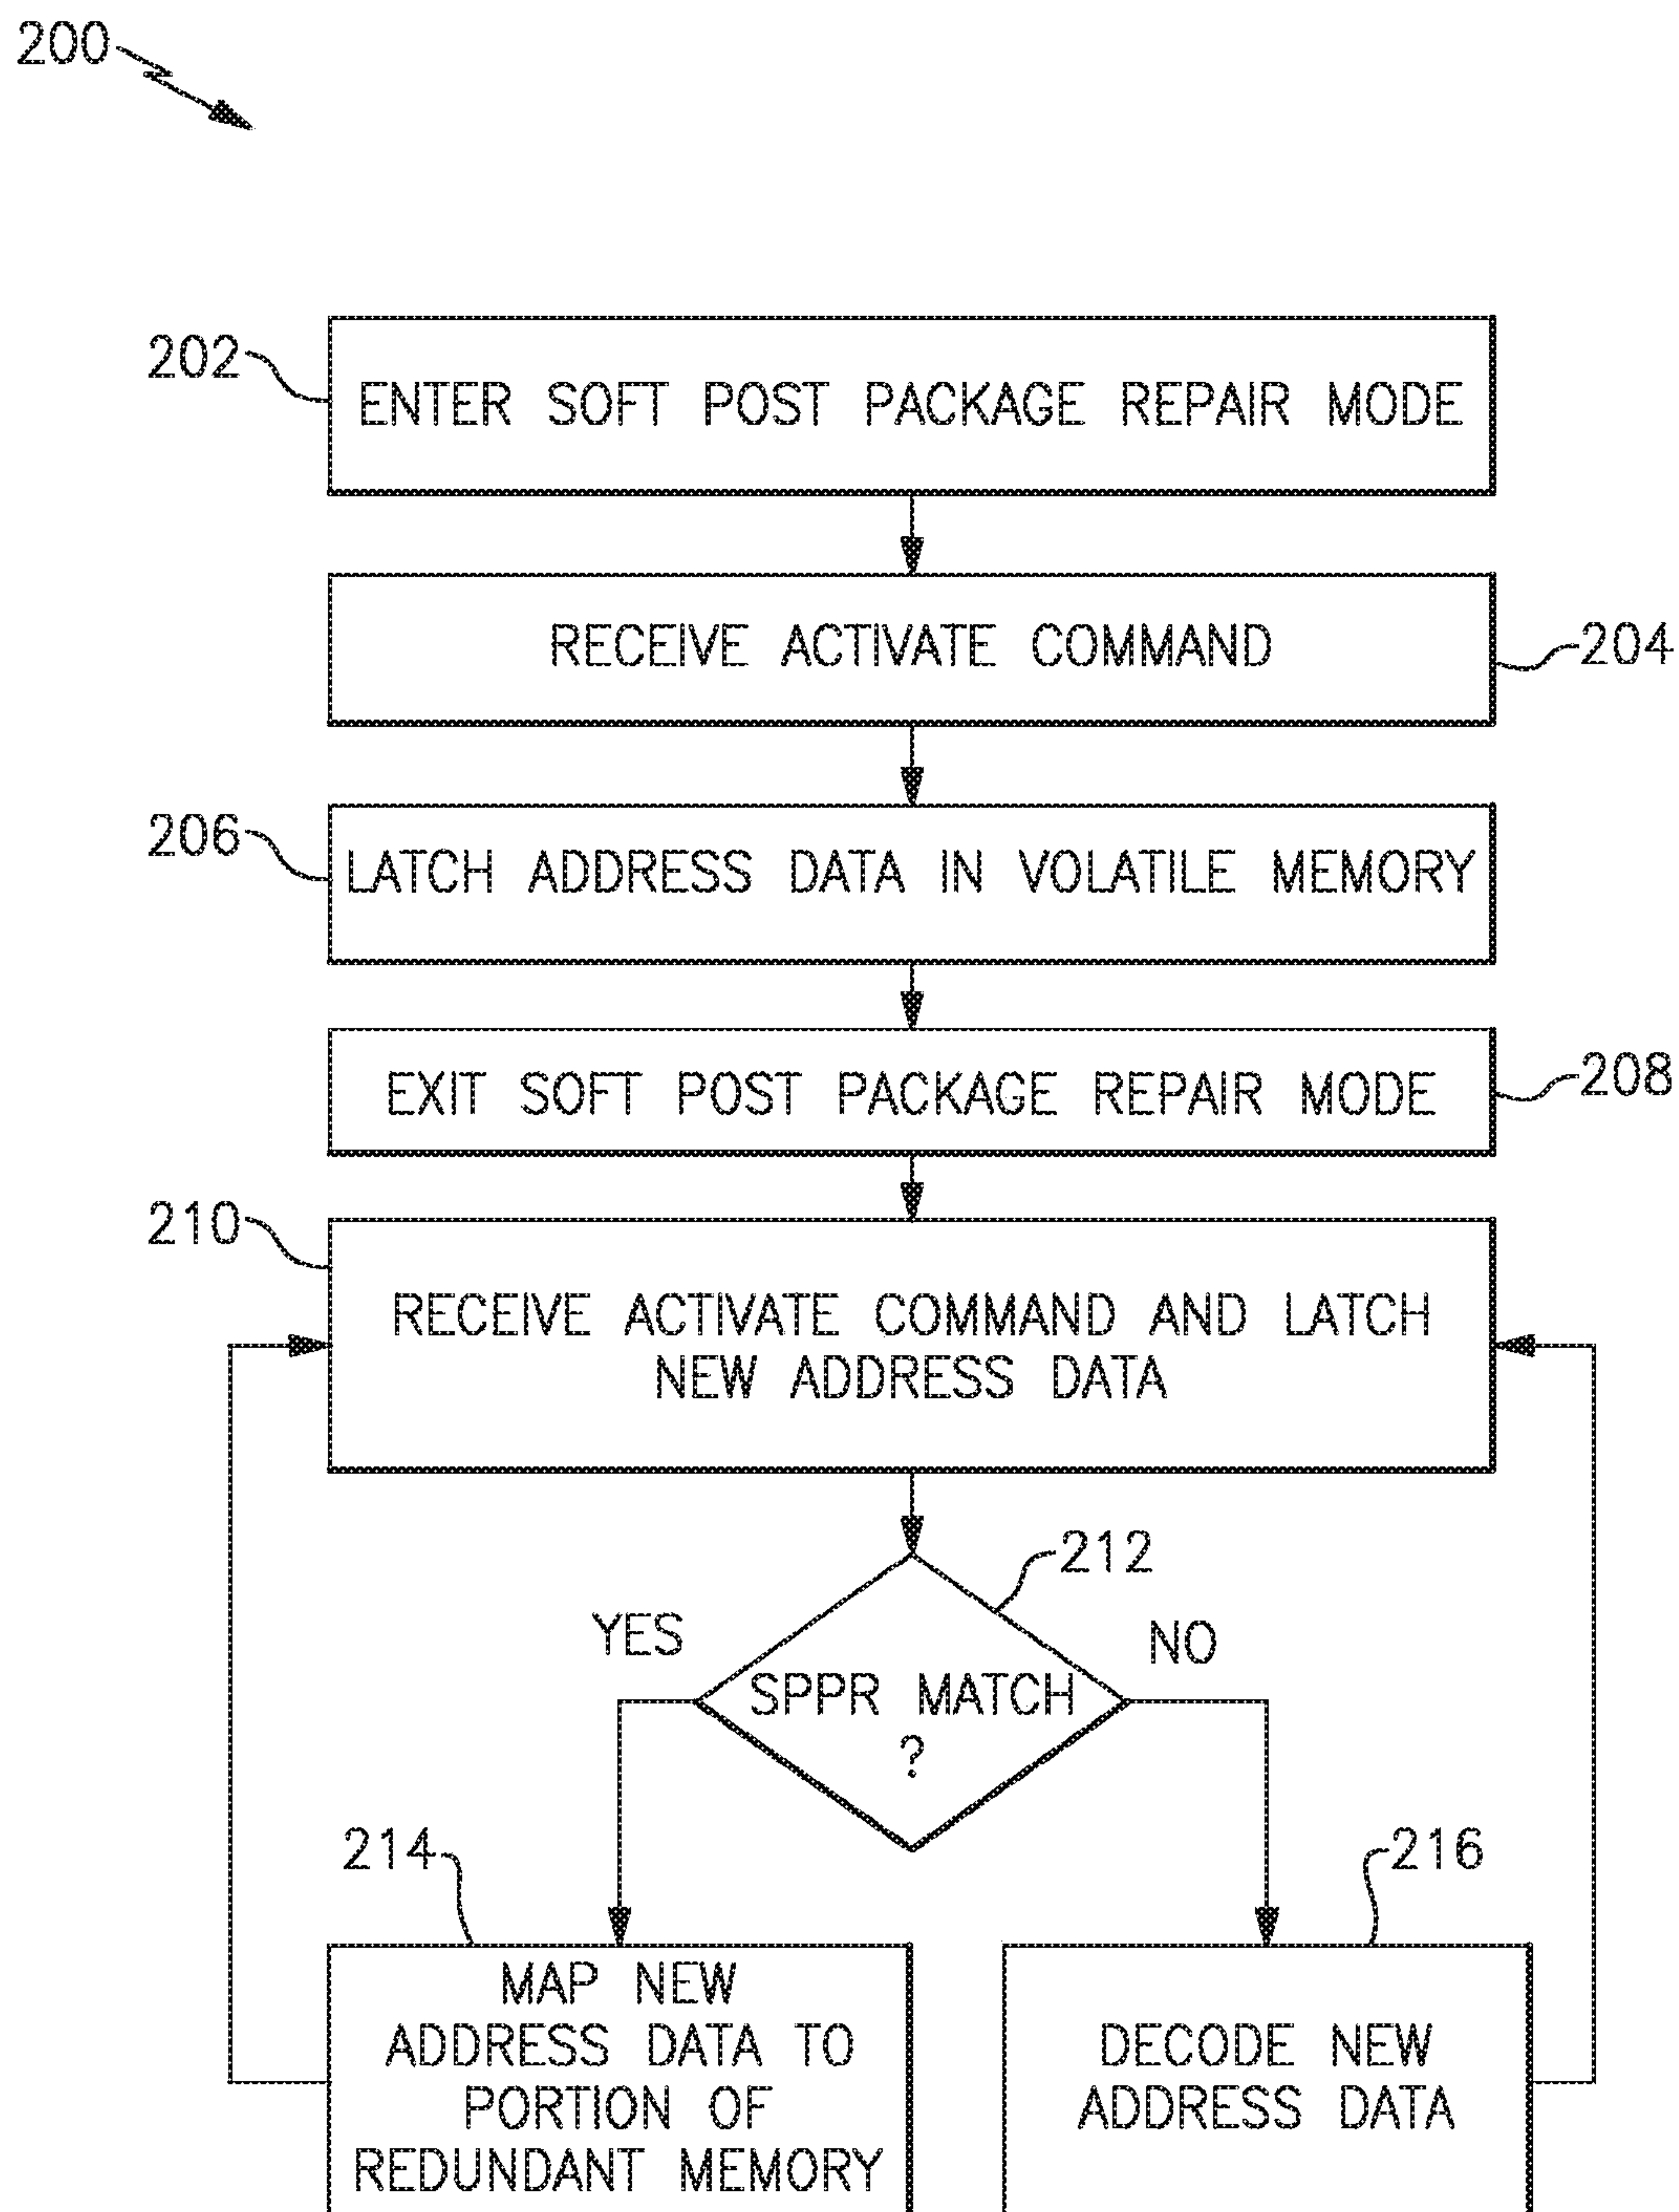 200
202
ENTER SOFT POST PACKAGE REPAIR MODE
RECEIVE ACTIVATE COMMAND
204
206
LATCH ADDRESS DATA IN VOLATILE MEMORY
EXIT SOFT POST PACKAGE REPAIR MODE
208
210
RECEIVE ACTIVATE COMMAND AND LATCH
NEW ADDRESS DATA
212
YES
NO
SPPR MATCH
?
214
216
MAP NEW
ADDRESS DATA TO
PORTION OF
REDUNDANT MEMORY
DECODE NEW
ADDRESS DATA